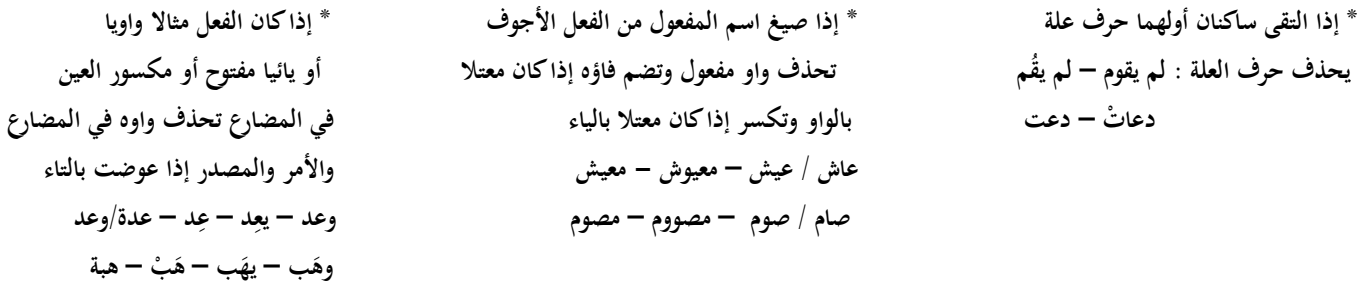 * إذا التقى ساكنان أولهما حرف علة
يحذف حرف العلة : لم يقوم – لم يقُم
دعاتْ – دعت
* إذا صيغ اسم المفعول من الفعل الأجوف
تحذف واو مفعول وتضم فاؤه إذا كان معتلا
بالواو وتكسر إذا كان معتلا بالياء
عاش / عيش – معيوش – معيش
صام / صوم – مصووم – مصوم
* إذا كان الفعل مثالا واويا
أو يائيا مفتوح أو مكسور العين
في المضارع تحذف واوه في المضارع
والأمر والمصدر إذا عوضت بالتاء
وعد – يعِد – عِد – عدة/وعد
وهَب – يهَب – هَبْ – هبة